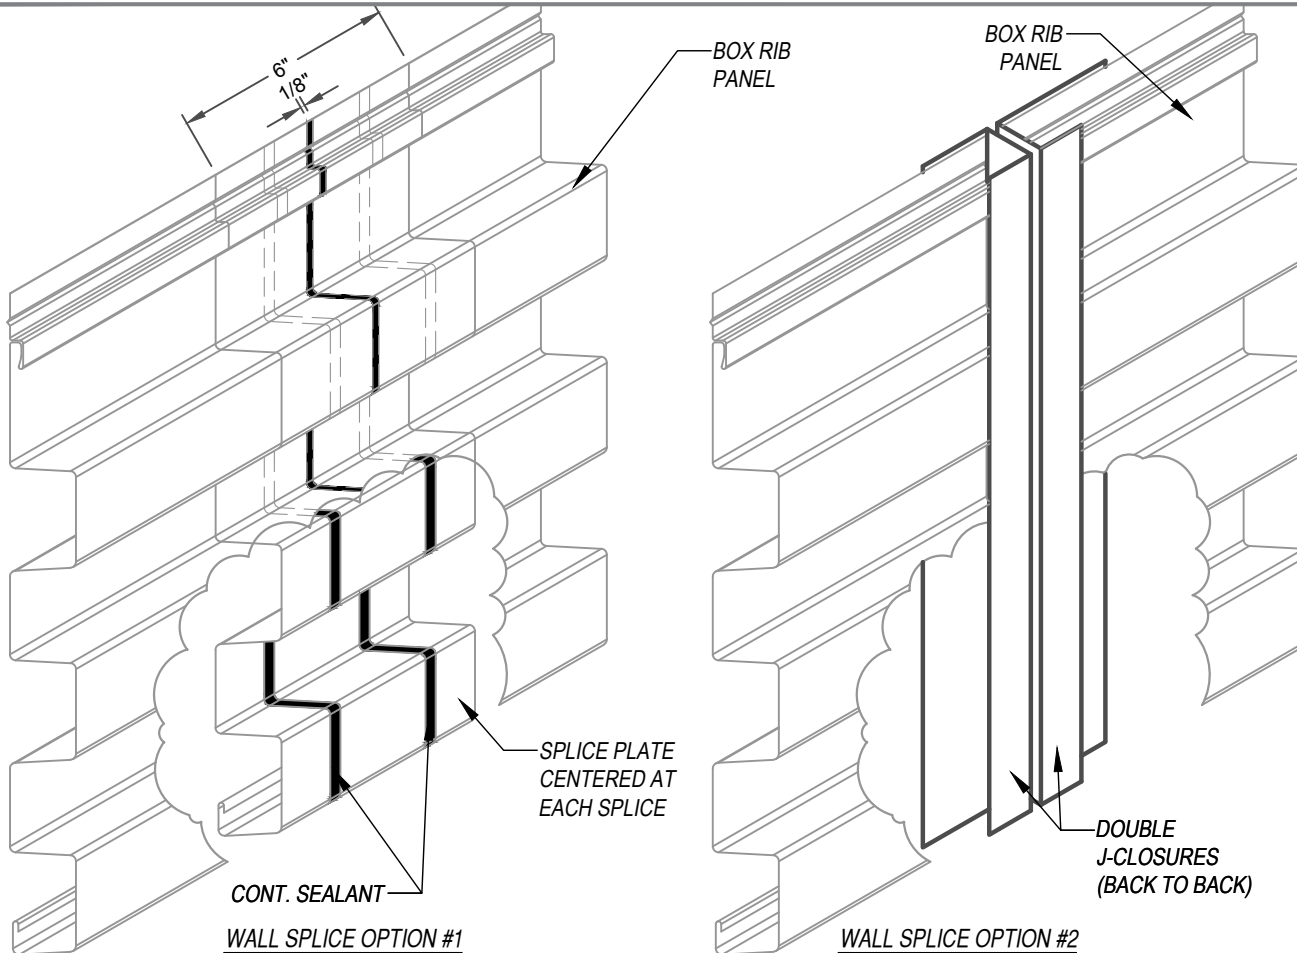 6"
1/8"
BOX RIB
PANEL
SPLICE PLATE
CENTERED AT
EACH SPLICE
CONT. SEALANT
WALL SPLICE OPTION #1
BOX RIB
PANEL
DOUBLE
J-CLOSURES
(BACK TO BACK)
WALL SPLICE OPTION #2